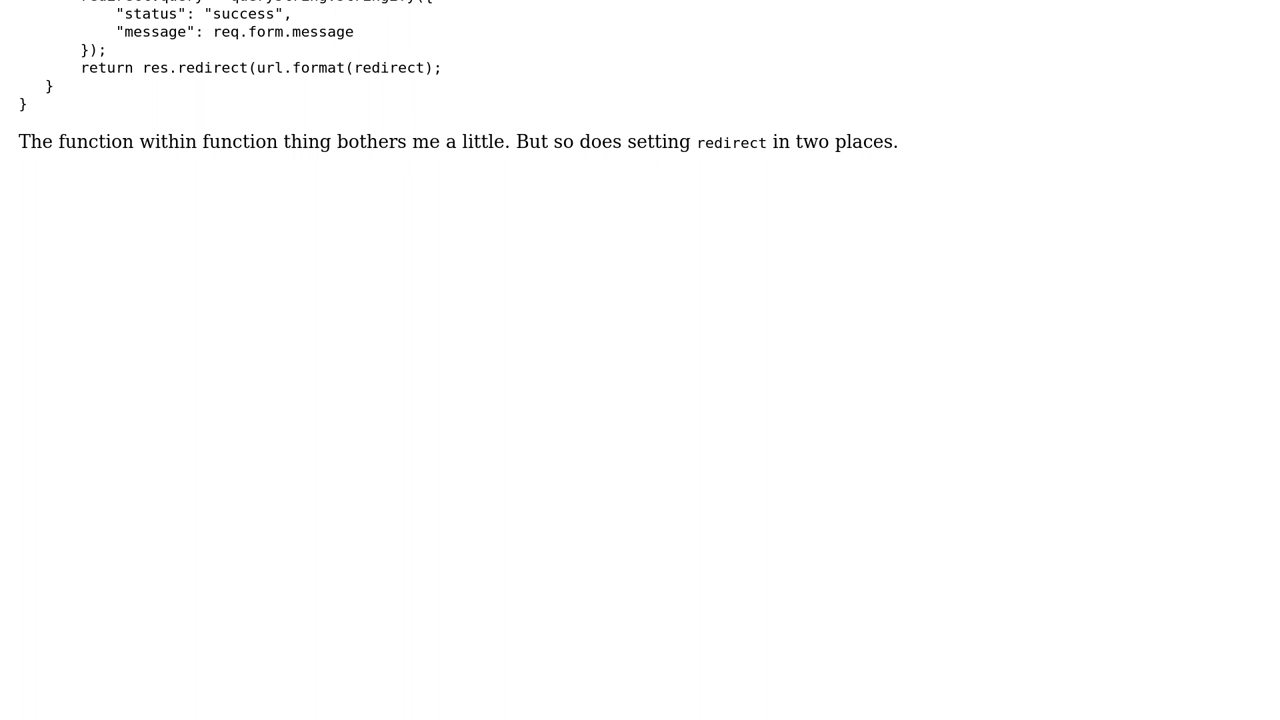 "status": "success",
"message": req.form.message
});
return res.redirect(url.format(redirect);
}
}
The function within function thing bothers me a little. But so does setting redirect in two places.